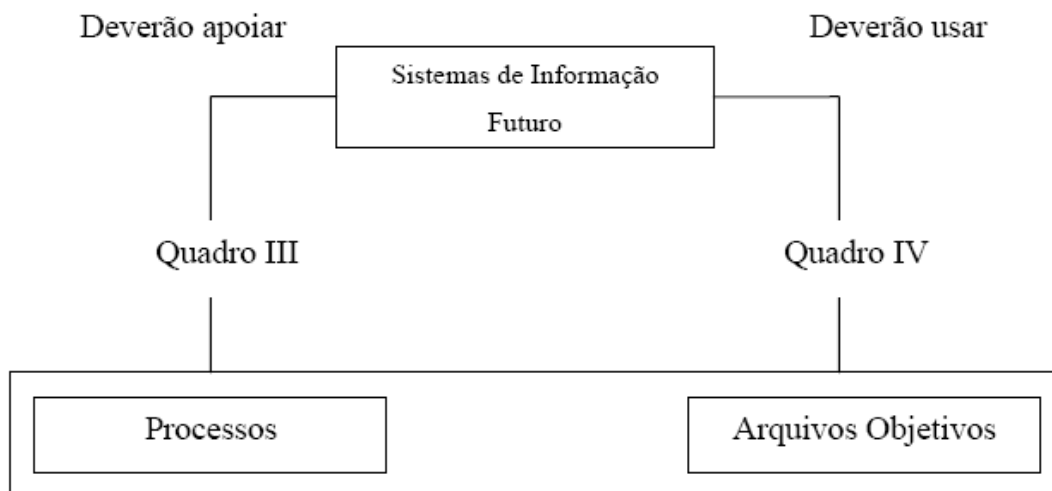 Deverão apoiar
Deverão usar
Sistemas de Informação
Futuro
Quadro III
Quadro IV
Processos
Arquivos Objetivos